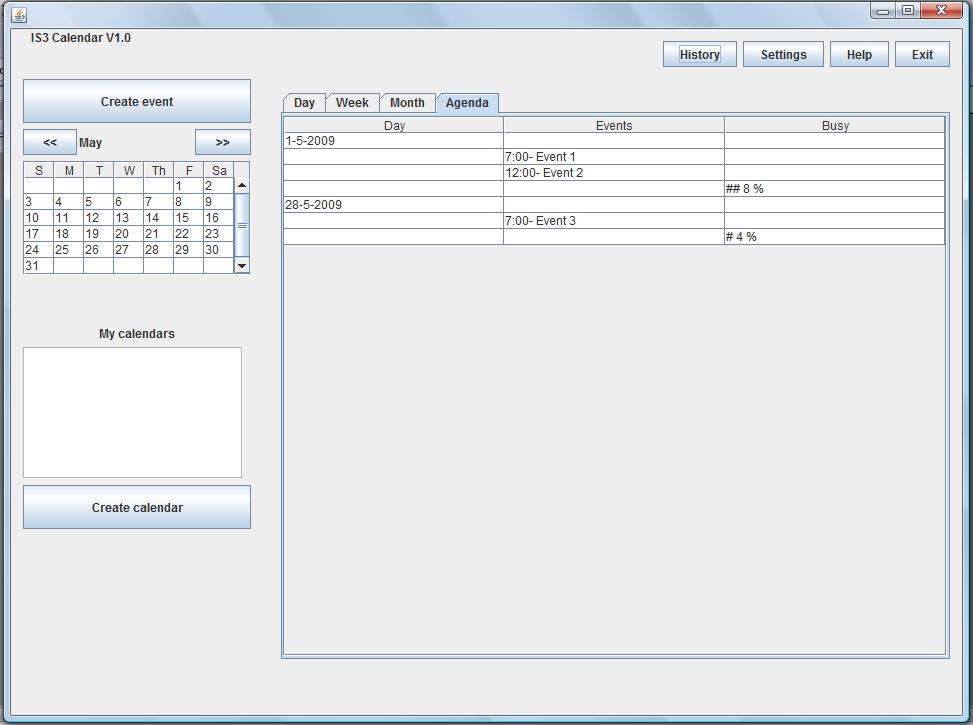 IS3 Calendar V1.0
History Settings Help Exit
Create event
<< May >>
S M T W Th F Sa
1 2
3 4 5 6 7 8 9
10 11 12 13 14 15 16
17 18 19 20 21 22 23
24 25 26 27 28 29 30
31
My calendars
Create calendar
Day Week Month Agenda
Day Events Busy
1-5-2009
7:00- Event 1
12:00- Event 2
## 8 %
28-5-2009
7:00- Event 3
# 4 %